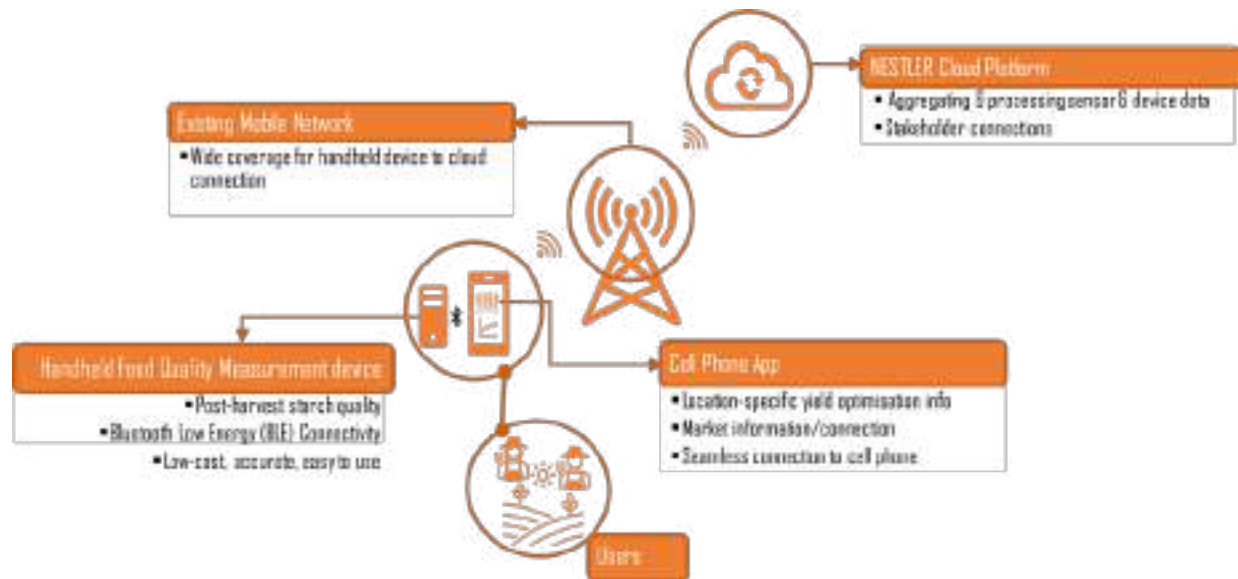 NESTLER Cloud Platform
▪ Aggregating & processing sensor & device data
▪ Stakeholder connections
Existing Mobile Network
▪ Wide coverage for handheld device to cloud
connection
Handheld Food Quality Measurement device
▪ Post-harvest starch quality
▪ Blutooth Low Energy (BLE) Connectivity
▪ Low-cost, accurate, easy to use
Cell Phone App
▪ Location-specific yield optimisation info
▪ Market information/connection
▪ Seamless connection to cell phone
Users